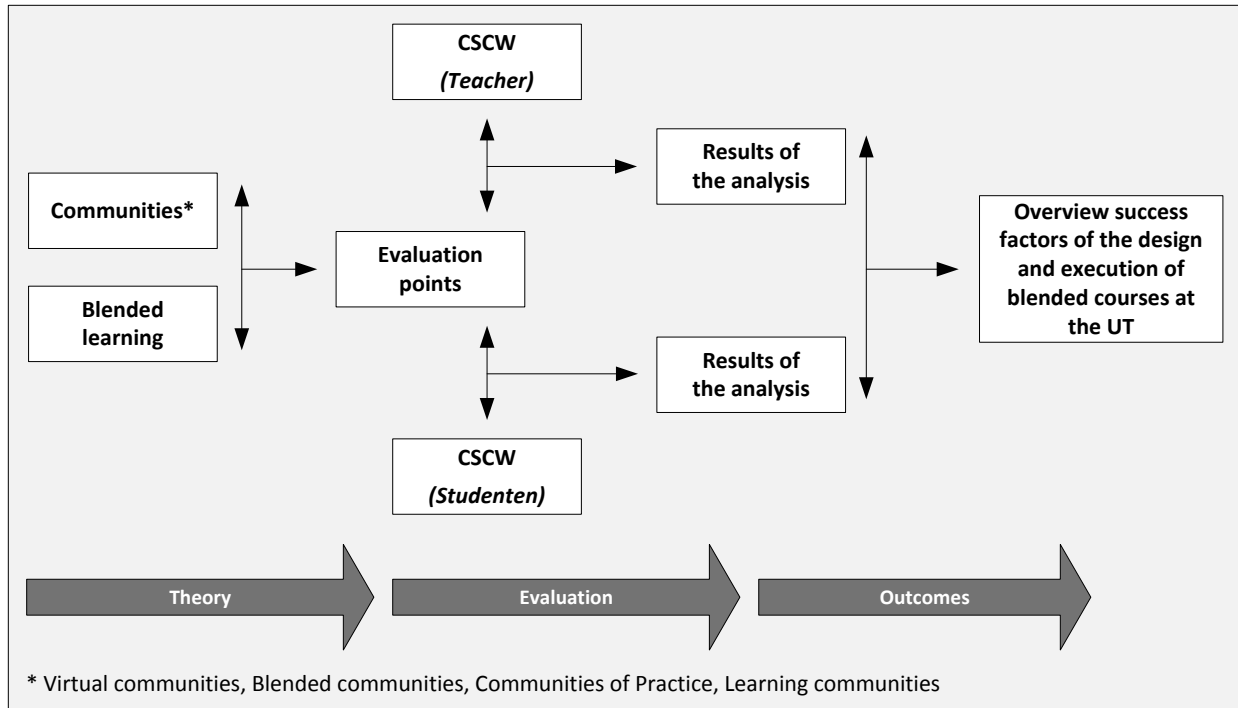 CSCW
(Teacher)
Results of
the analysis
Communities*
Evaluation
points
Overview success
factors of the design
and execution of
blended courses at
the UT
Blended
learning
Results of
the analysis
CSCW
(Studenten)
Theory
Evaluation
Outcomes
* Virtual communities, Blended communities, Communities of Practice, Learning communities